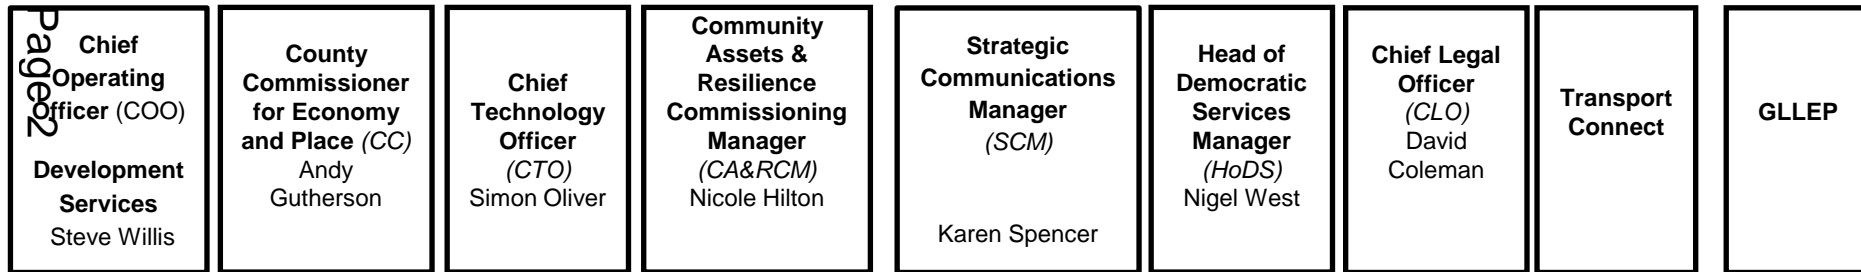 Page 2
Chief
Operating
Officer (COO)
Development
Services
Steve Willis
County
Commissioner
for Economy
and Place (CC)
Andy
Gutherson
Chief
Technology
Officer
(CTO)
Simon Oliver
Community
Assets &
Resilience
Commissioning
Manager
(CA&RCM)
Nicole Hilton
Strategic
Communications
Manager
(SCM)
Karen Spencer
Head of
Democratic
Services
Manager
(HoDS)
Nigel West
Chief Legal
Officer
(CLO)
David
Coleman
Transport
Connect
GLLEP